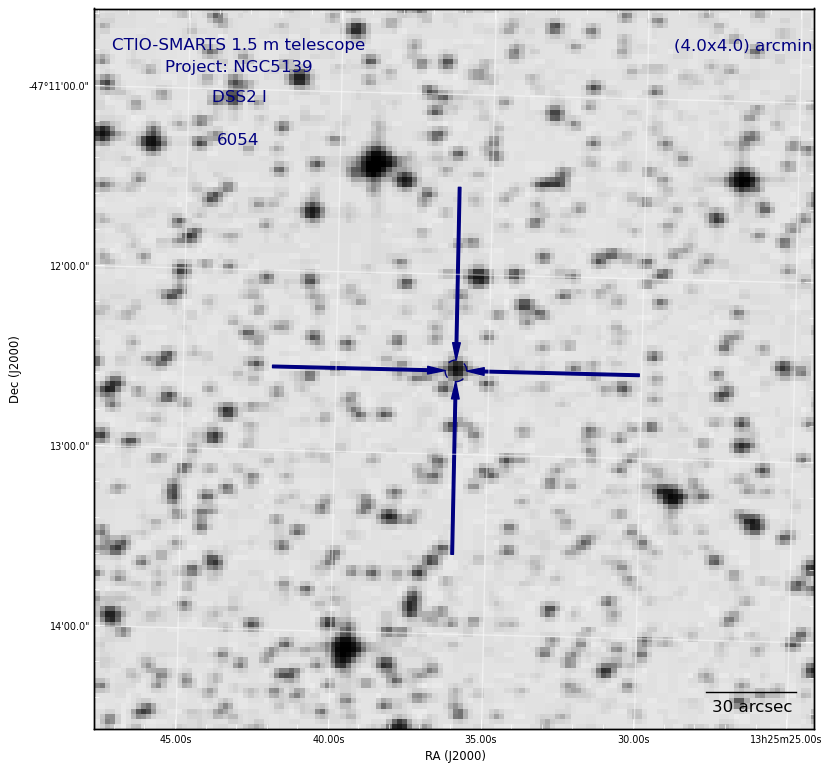 CTIO-SMARTS 1.5 m telescope
(4.0x4.0) arcmin
Project: NGC5139
DSS2 I
6054
-47°11'00.0"
12'00.0"
13'00.0"
14'00.0"
Dec (J2000)
30 arcsec
45.00s
40.00s
35.00s
30.00s
13h25m25.00s
RA (J2000)